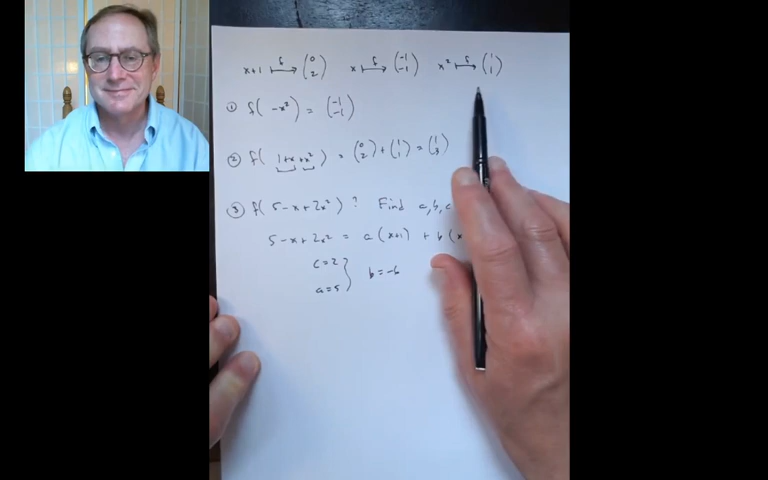 x+1 ⟼^f (0 2) x ⟼^f (-1 -1) x² ⟼^f (1 1)
① f( -x² ) = (-1 -1)
② f( 1+x+x² ) = (0 2) + (1 1) = (1 3)
③ f( 5-x+2x² ) ? Find a, b, c
5-x+2x² = a(x+1) + b(x
c=2
a=5 } b=-6